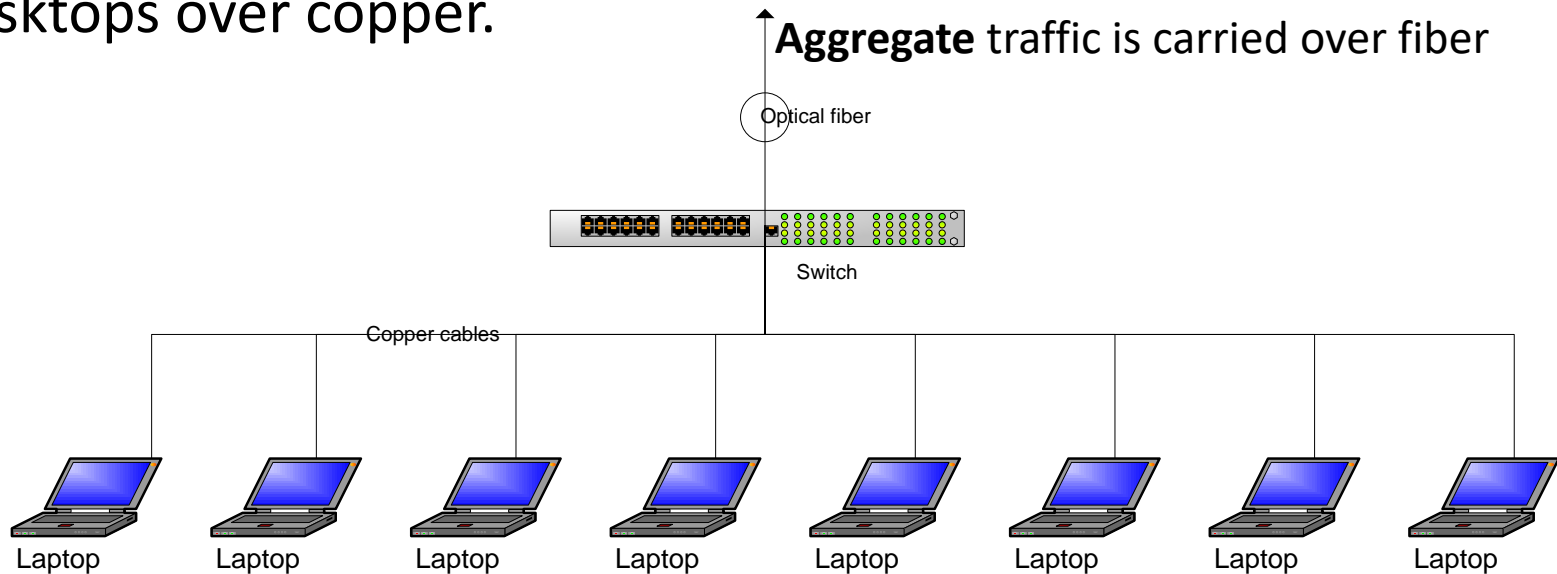 sktops over copper.
Aggregate traffic is carried over fiber
Optical fiber
Switch
Copper cables
Laptop Laptop Laptop Laptop Laptop Laptop Laptop Laptop